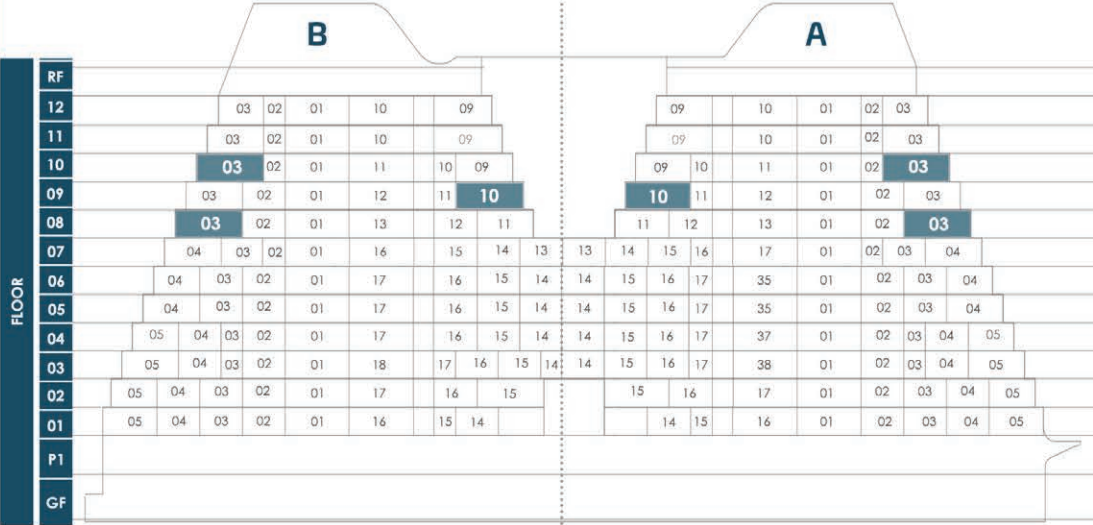 B A
RF
12 03 02 01 10 09 09 10 01 02 03
11 03 02 01 10 09 09 10 01 02 03
10 03 02 01 11 10 09 09 10 11 01 02 03
09 03 02 01 12 11 10 10 11 12 01 02 03
08 03 02 01 13 12 11 11 12 13 01 02 03
07 04 03 02 01 16 15 14 13 13 14 15 16 17 01 02 03 04
06 04 03 02 01 17 16 15 14 14 15 16 17 35 01 02 03 04
05 04 03 02 01 17 16 15 14 14 15 16 17 35 01 02 03 04
04 05 04 03 02 01 17 16 15 14 14 15 16 17 37 01 02 03 04 05
03 05 04 03 02 01 18 17 16 15 14 14 15 16 17 38 01 02 03 04 05
02 05 04 03 02 01 17 16 15 15 16 17 01 02 03 04 05
01 05 04 03 02 01 16 15 14 14 15 16 01 02 03 04 05
P1
GF
FLOOR